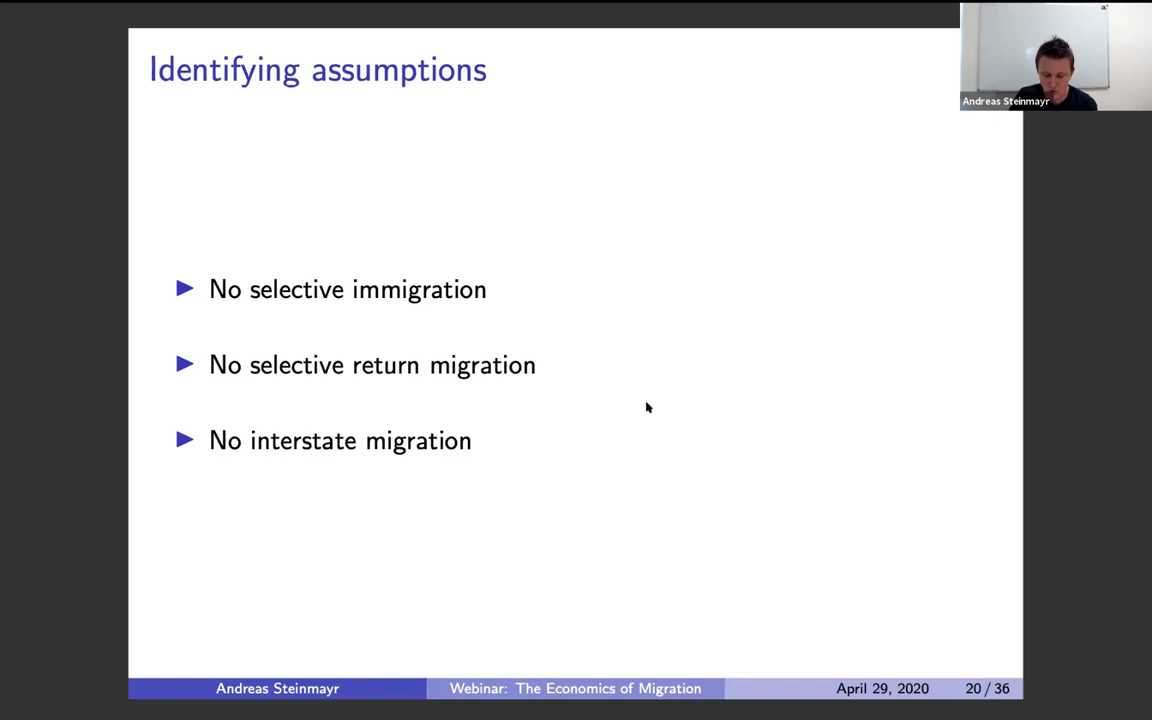 Identifying assumptions
Andreas Steinmayr
No selective immigration
No selective return migration
No interstate migration
Andreas Steinmayr
Webinar: The Economics of Migration
April 29, 2020
20 / 36